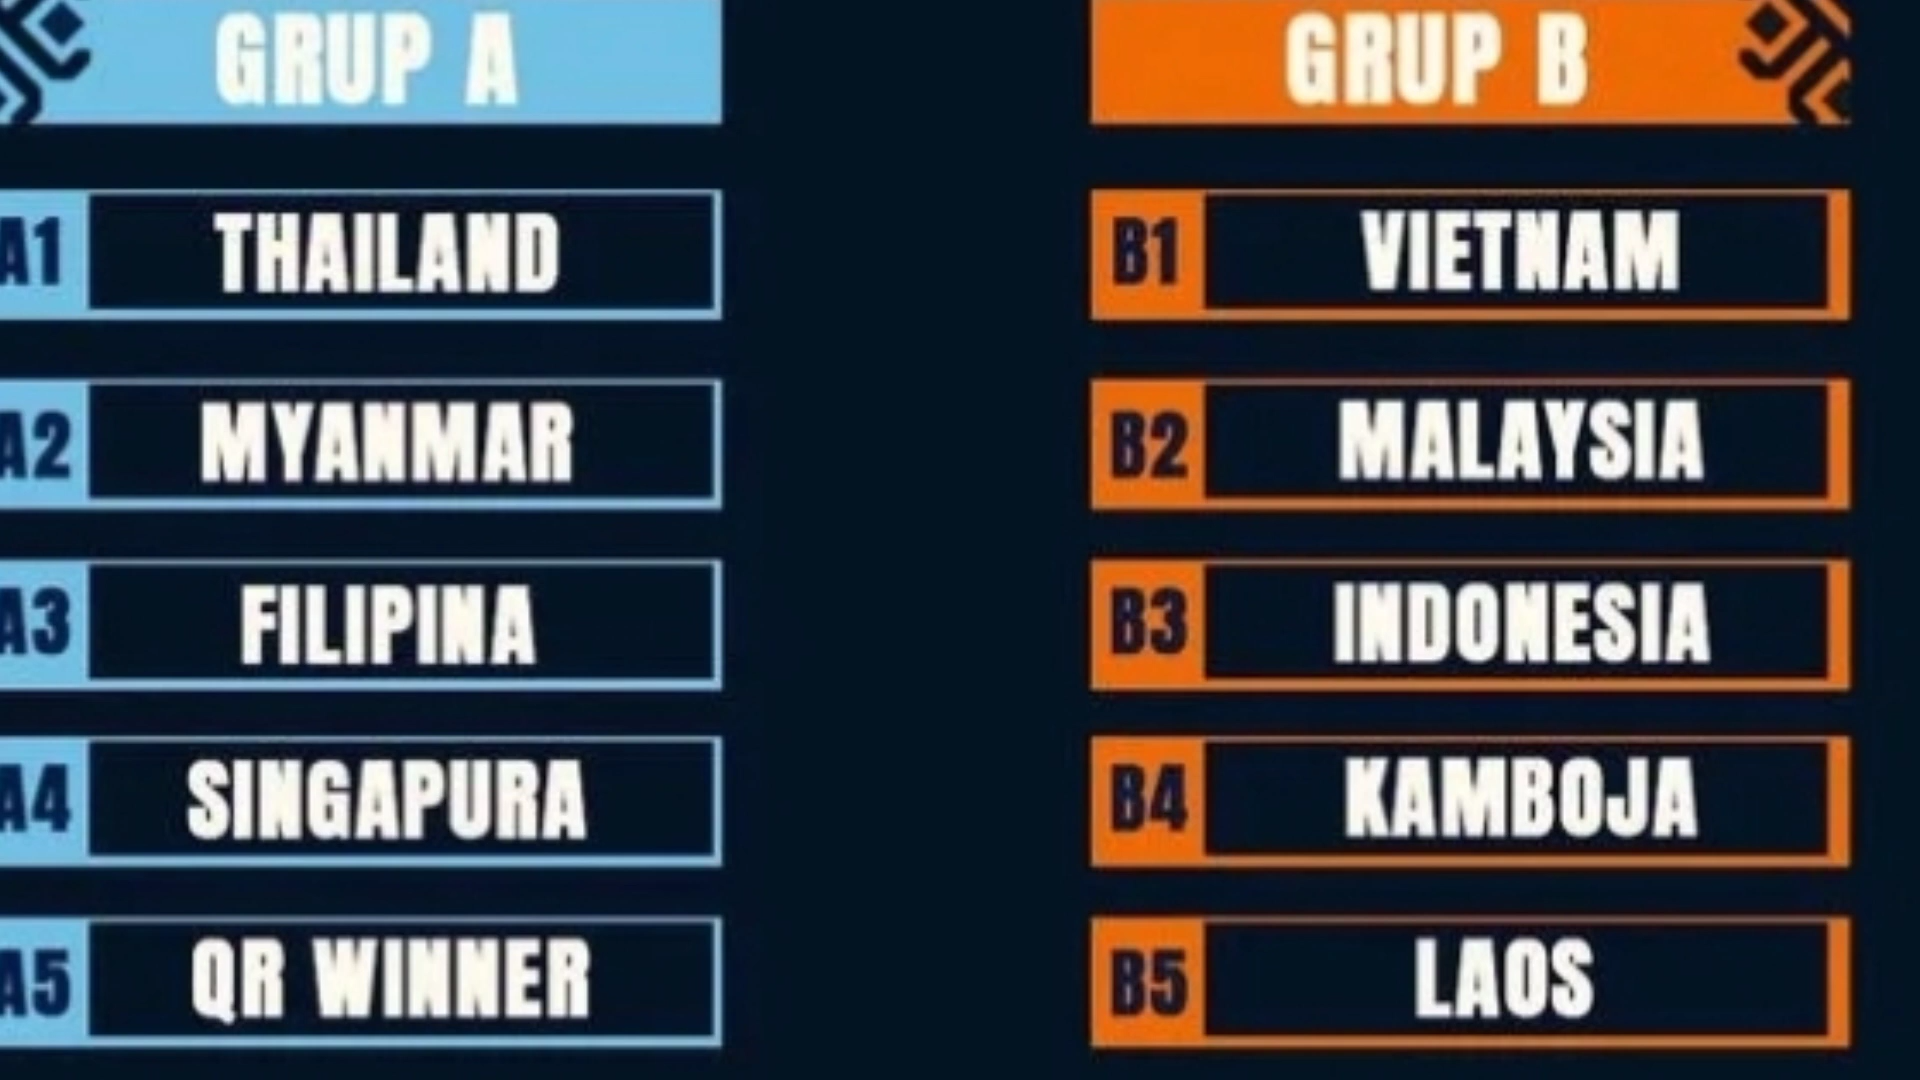 GRUP A
A1 THAILAND
A2 MYANMAR
A3 FILIPINA
A4 SINGAPURA
A5 QR WINNER
GRUP B
B1 VIETNAM
B2 MALAYSIA
B3 INDONESIA
B4 KAMBOJA
B5 LAOS